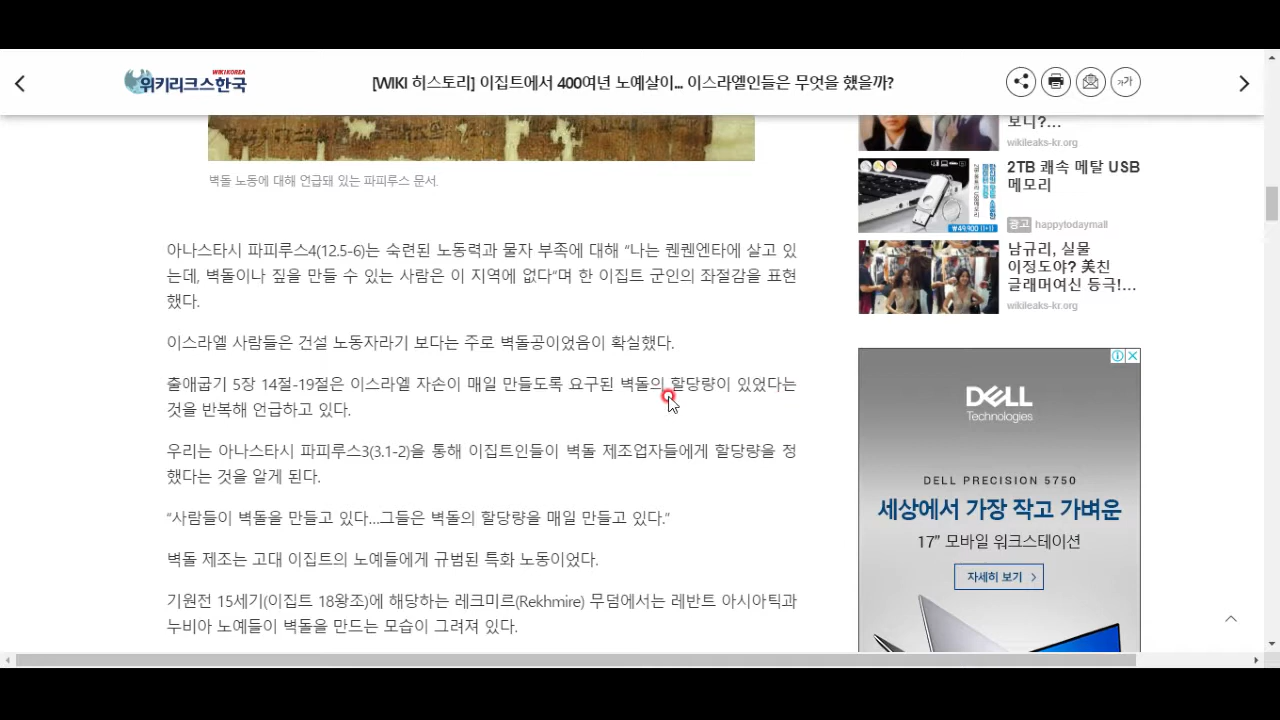 WIKIKOREA
위키리크스한국
[WIKI 히스토리] 이집트에서 400여년 노예살이... 이스라엘인들은 무엇을 했을까?
가가
벽돌 노동에 대해 언급돼 있는 파피루스 문서.
아나스타시 파피루스4(12.5-6)는 숙련된 노동력과 물자 부족에 대해 “나는 퀜퀜엔타에 살고 있
는데, 벽돌이나 짚을 만들 수 있는 사람은 이 지역에 없다“며 한 이집트 군인의 좌절감을 표현
했다.
이스라엘 사람들은 건설 노동자라기 보다는 주로 벽돌공이었음이 확실했다.
출애굽기 5장 14절-19절은 이스라엘 자손이 매일 만들도록 요구된 벽돌의 할당량이 있었다는
것을 반복해 언급하고 있다.
우리는 아나스타시 파피루스3(3.1-2)을 통해 이집트인들이 벽돌 제조업자들에게 할당량을 정
했다는 것을 알게 된다.
“사람들이 벽돌을 만들고 있다...그들은 벽돌의 할당량을 매일 만들고 있다.”
벽돌 제조는 고대 이집트의 노예들에게 규범된 특화 노동이었다.
기원전 15세기(이집트 18왕조)에 해당하는 레크미르(Rekhmire) 무덤에서는 레반트 아시아틱과
누비아 노예들이 벽돌을 만드는 모습이 그려져 있다.
보니?...
wikileaks-kr.org
2TB 쾌속 메탈 USB
메모리
₩49,900 (1+1)
광고 happytodaymall
남규리, 실물
이정도야? 美친
글래머여신 등극!...
wikileaks-kr.org
DELL
Technologies
DELL PRECISION 5750
세상에서 가장 작고 가벼운
17” 모바일 워크스테이션
자세히 보기 >